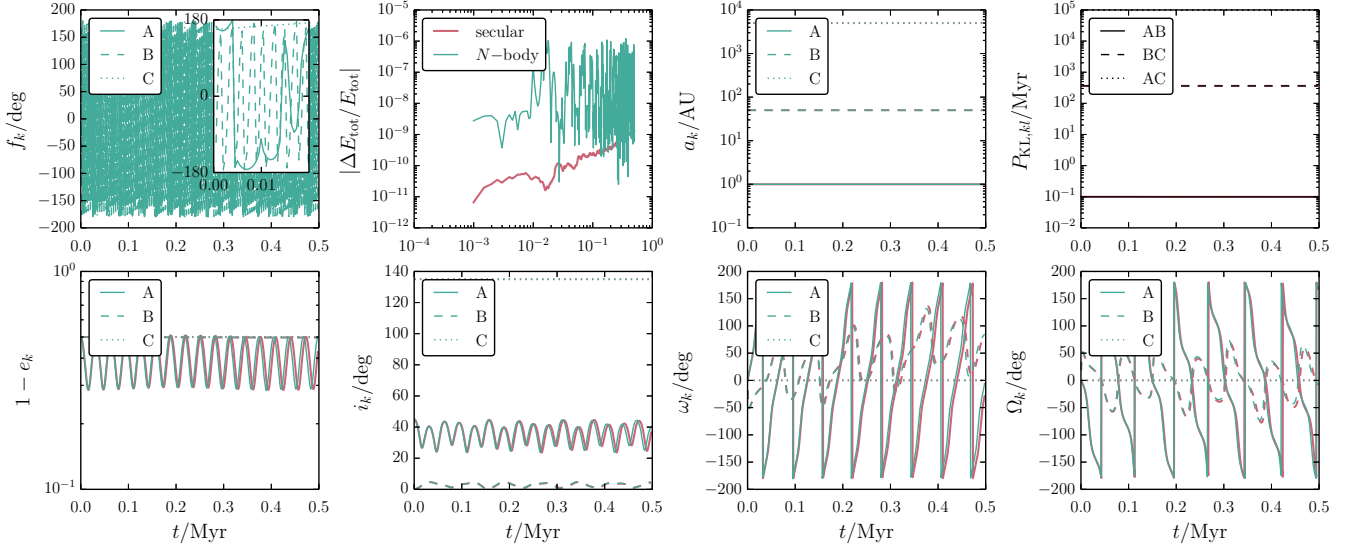 f_k/deg
200
150
100
50
0
−50
−100
−150
−200
0.0 0.1 0.2 0.3 0.4 0.5
A
B
C
180
0
−180
0.00 0.01
|ΔE_tot/E_tot|
10^−5
10^−6
10^−7
10^−8
10^−9
10^−10
10^−11
10^−12
10^−4 10^−3 10^−2 10^−1 10^0
secular
N−body
a_k/AU
10^4
10^3
10^2
10^1
10^0
10^−1
0.0 0.1 0.2 0.3 0.4 0.5
A
B
C
P_KL,kl/Myr
10^5
10^4
10^3
10^2
10^1
10^0
10^−1
10^−2
0.0 0.1 0.2 0.3 0.4 0.5
AB
BC
AC
1 − e_k
10^0
10^−1
0.0 0.1 0.2 0.3 0.4 0.5
t/Myr
A
B
C
i_k/deg
140
120
100
80
60
40
20
0
0.0 0.1 0.2 0.3 0.4 0.5
t/Myr
A
B
C
ω_k/deg
200
150
100
50
0
−50
−100
−150
−200
0.0 0.1 0.2 0.3 0.4 0.5
t/Myr
A
B
C
Ω_k/deg
200
150
100
50
0
−50
−100
−150
−200
0.0 0.1 0.2 0.3 0.4 0.5
t/Myr
A
B
C